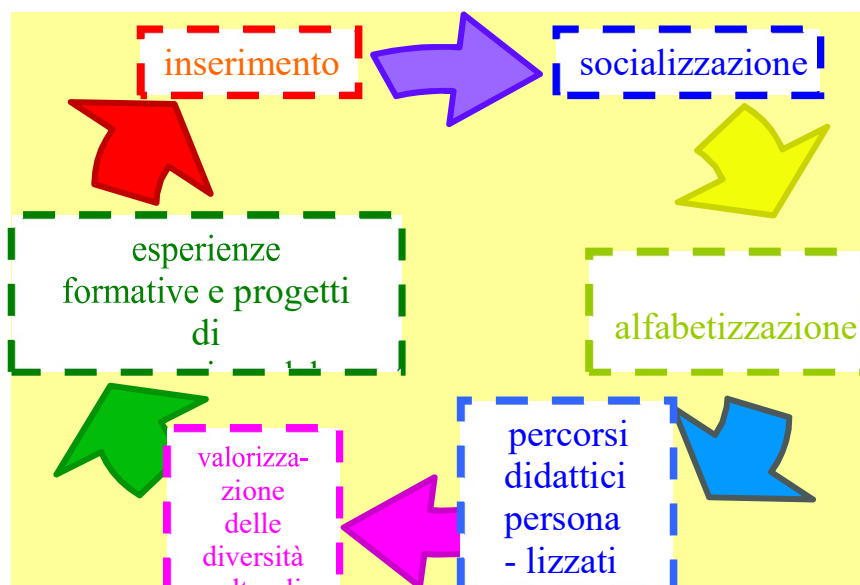 inserimento
socializzazione
esperienze
formative e progetti
di
alfabetizzazione
percorsi
didattici
persona
- lizzati
valorizza-
zione
delle
diversità